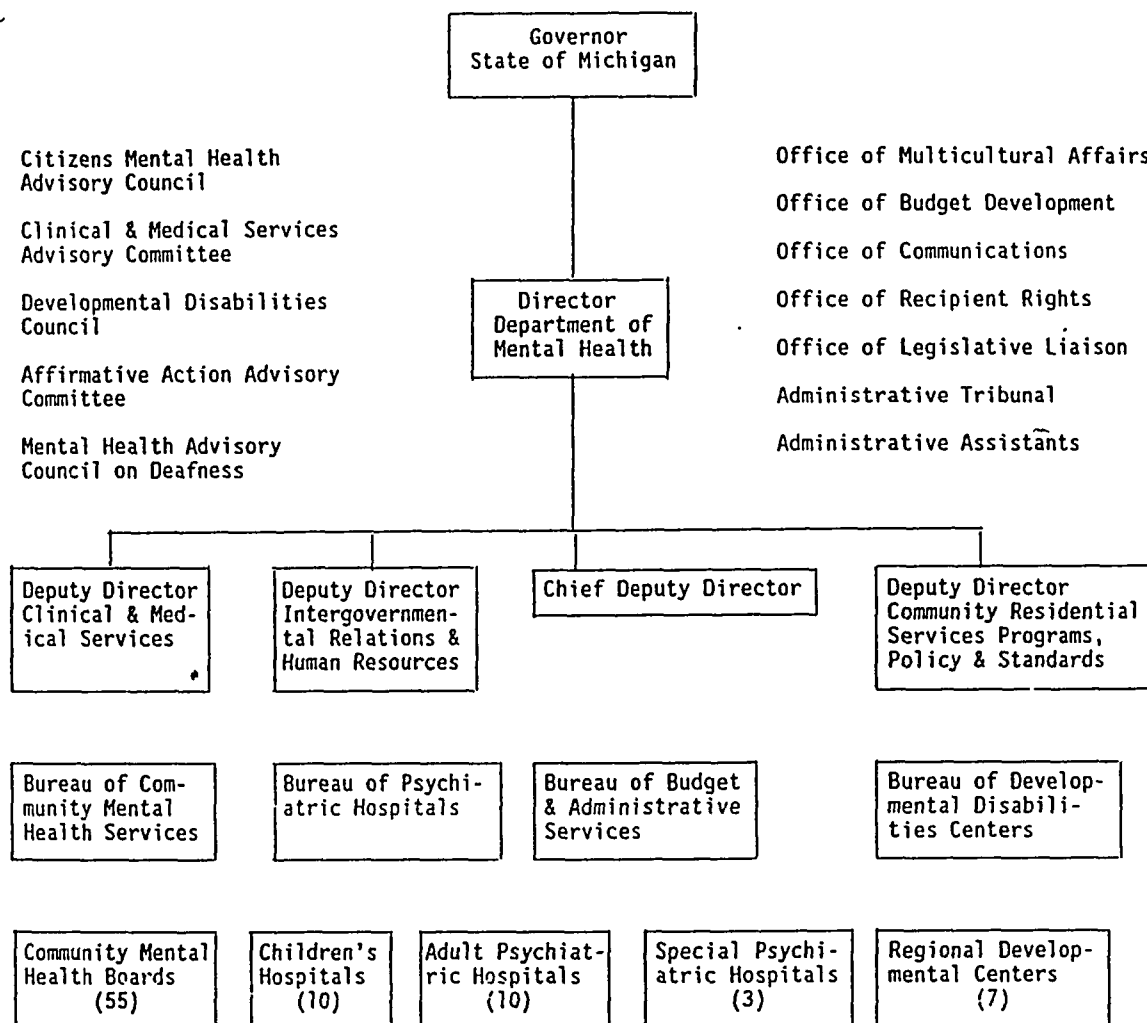 Governor
State of Michigan
Citizens Mental Health
Advisory Council
Clinical & Medical Services
Advisory Committee
Developmental Disabilities
Council
Affirmative Action Advisory
Committee
Mental Health Advisory
Council on Deafness
Director
Department of
Mental Health
Office of Multicultural Affairs
Office of Budget Development
Office of Communications
Office of Recipient Rights
Office of Legislative Liaison
Administrative Tribunal
Administrative Assistants
Deputy Director
Clinical & Med-
ical Services
Deputy Director
Intergovernmen-
tal Relations &
Human Resources
Chief Deputy Director
Deputy Director
Community Residential
Services Programs,
Policy & Standards
Bureau of Com-
munity Mental
Health Services
Bureau of Psychi-
atric Hospitals
Bureau of Budget
& Administrative
Services
Bureau of Develop-
mental Disabili-
ties Centers
Community Mental
Health Boards
(55)
Children's
Hospitals
(10)
Adult Psychiat-
ric Hospitals
(10)
Special Psychi-
atric Hospitals
(3)
Regional Develop-
mental Centers
(7)